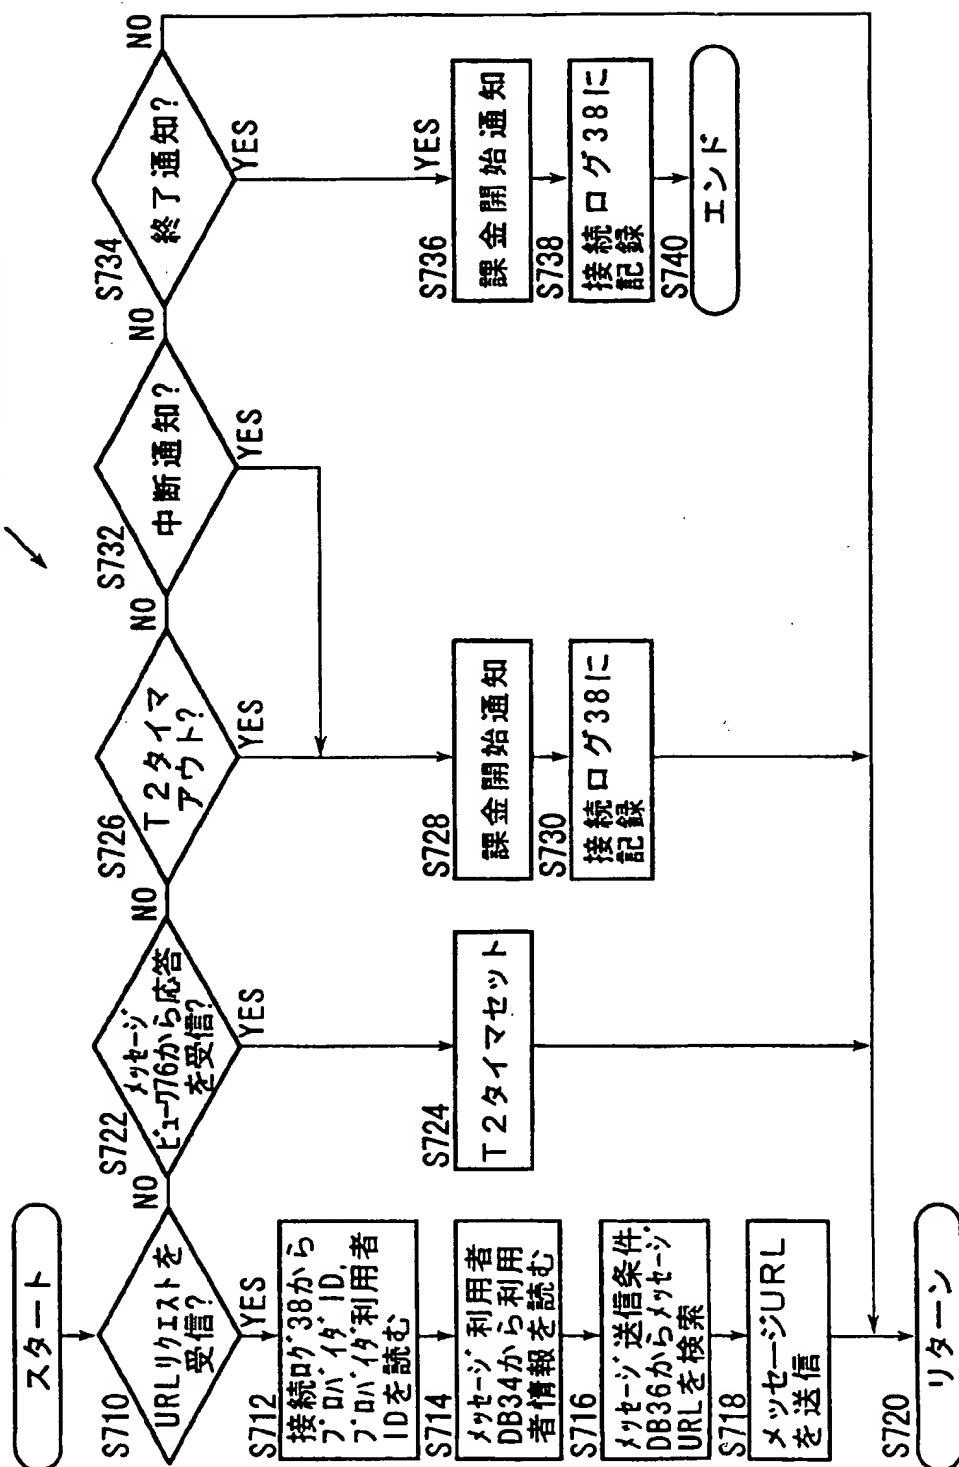 スタート
S710
URLリクエストを
受信?
YES
NO
S712
接続ログ38から
プロバイダID,
プロバイダ利用者
IDを読む
S714
メッセージ利用者
DB34から利用
者情報を読む
S716
メッセージ送信条件
DB36からメッセージ
URLを検索
S718
メッセージURL
を送信
S720
リターン
S722
メッセージ
ビューワ76から応答
を受信?
YES
NO
S724
T2タイマセット
S726
T2タイマ
アウト?
YES
NO
S728
課金開始通知
S730
接続ログ38に
記録
S732
中断通知?
YES
NO
S734
終了通知?
YES
NO
YES
S736
課金開始通知
S738
接続ログ38に
記録
S740
エンド